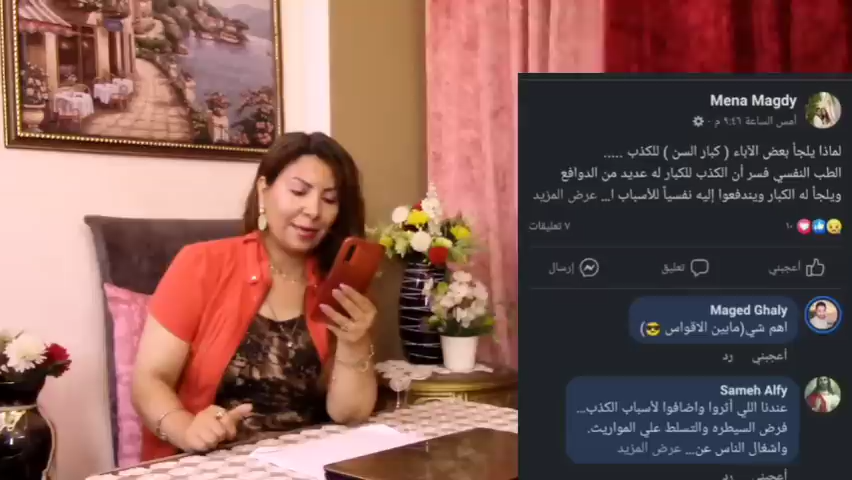 Mena Magdy
أمس الساعة ٩:٤٦ م ·
لماذا يلجأ بعض الآباء ( كبار السن ) للكذب .....
الطب النفسي فسر أن الكذب للكبار له عديد من الدوافع
ويلجأ له الكبار ويندفعوا إليه نفسياً للأسباب ا... عرض المزيد
١٠
٧ تعليقات
أعجبني
تعليق
إرسال
Maged Ghaly
اهم شي(مابين الاقواس 😎)
أعجبني رد
Sameh Alfy
عندنا اللي أثروا واضافوا لأسباب الكذب...
فرض السيطره والتسلط علي المواريث.
واشغال الناس عن... عرض المزيد
أعجبني رد